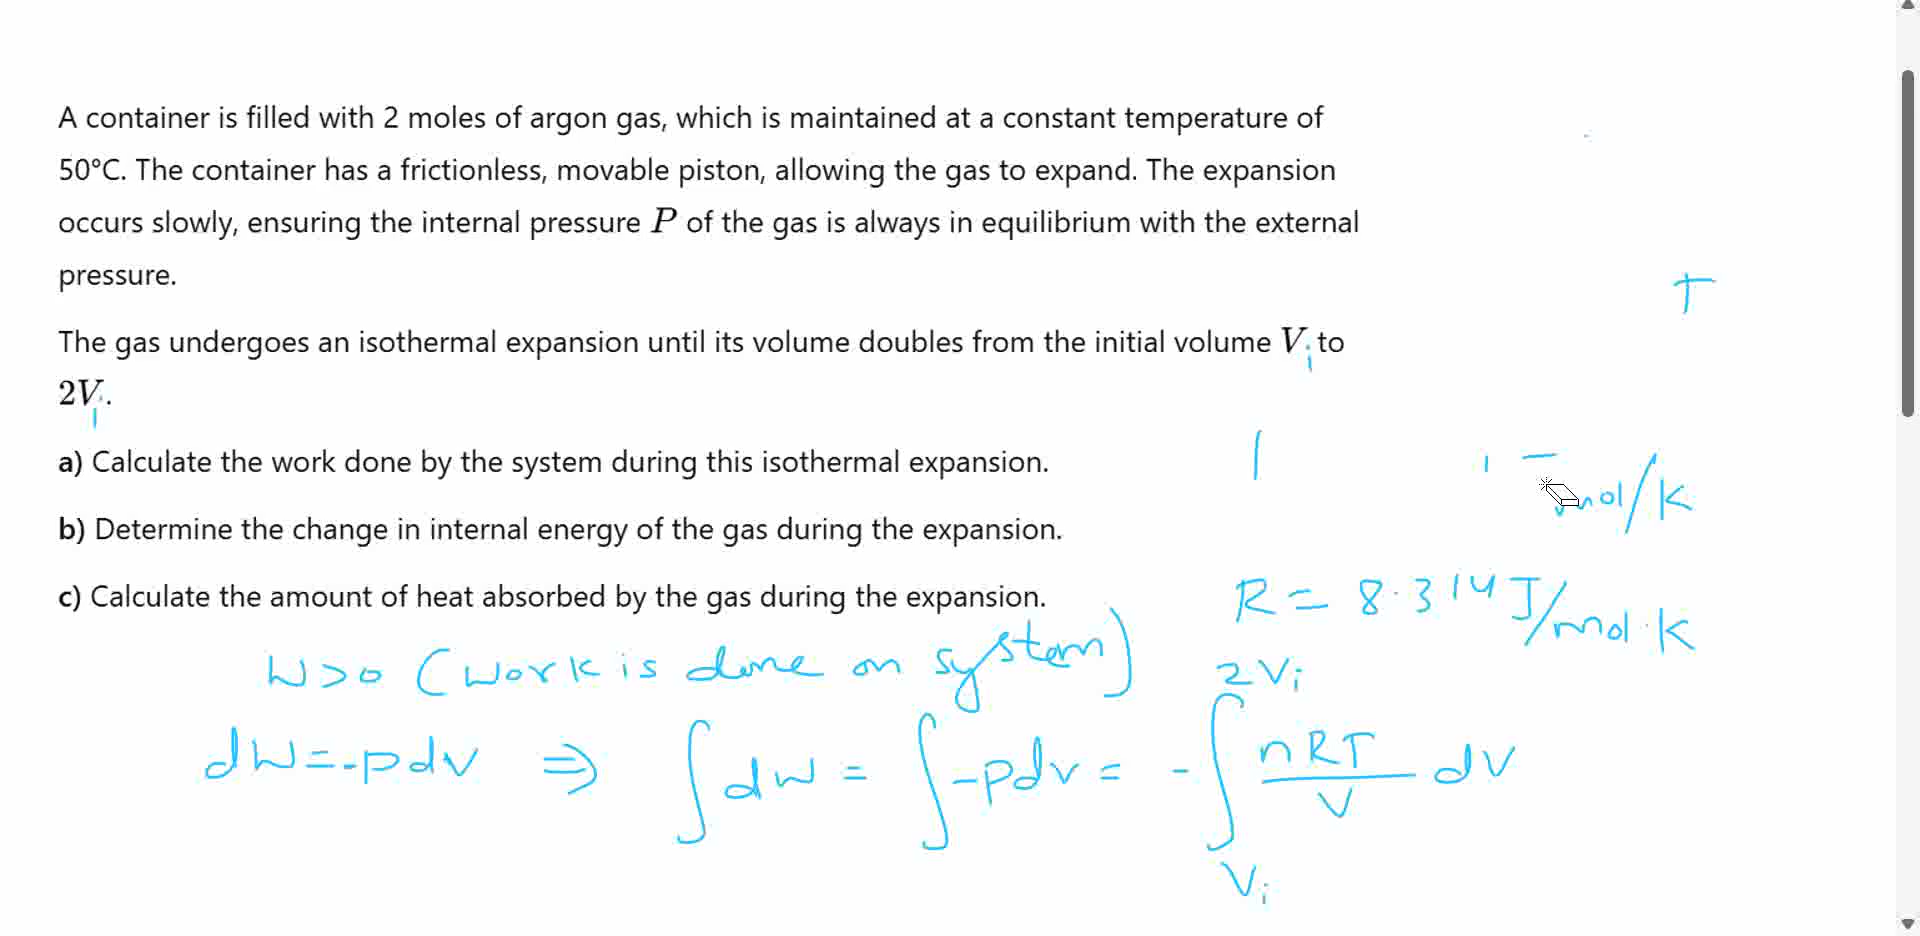 A container is filled with 2 moles of argon gas, which is maintained at a constant temperature of
50°C. The container has a frictionless, movable piston, allowing the gas to expand. The expansion
occurs slowly, ensuring the internal pressure P of the gas is always in equilibrium with the external
pressure.
T
The gas undergoes an isothermal expansion until its volume doubles from the initial volume Vi to
2Vi.
a) Calculate the work done by the system during this isothermal expansion.
mol/K
b) Determine the change in internal energy of the gas during the expansion.
c) Calculate the amount of heat absorbed by the gas during the expansion.
R = 8.314 J/mol.K
W>0 (work is done on system)
dW=-pdv ⇒ ∫dW = ∫-pdv = -∫_{Vi}^{2Vi} nRT/V dV